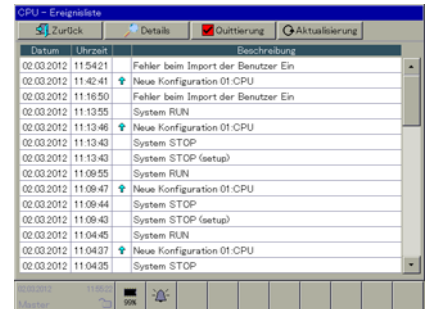 CPU - Ereignisliste
Zurück Details Quittierung Aktualisierung
Datum Uhrzeit Beschreibung
02.03.2012 11:54:21 Fehler beim Import der Benutzer Ein
02.03.2012 11:42:41 Neue Konfiguration 01:CPU
02.03.2012 11:16:50 Fehler beim Import der Benutzer Ein
02.03.2012 11:13:55 System RUN
02.03.2012 11:13:46 Neue Konfiguration 01:CPU
02.03.2012 11:13:43 System STOP
02.03.2012 11:13:43 System STOP (setup)
02.03.2012 11:09:55 System RUN
02.03.2012 11:09:47 Neue Konfiguration 01:CPU
02.03.2012 11:09:44 System STOP
02.03.2012 11:09:43 System STOP (setup)
02.03.2012 11:04:45 System RUN
02.03.2012 11:04:37 Neue Konfiguration 01:CPU
02.03.2012 11:04:35 System STOP
02.03.2012
Master 99%